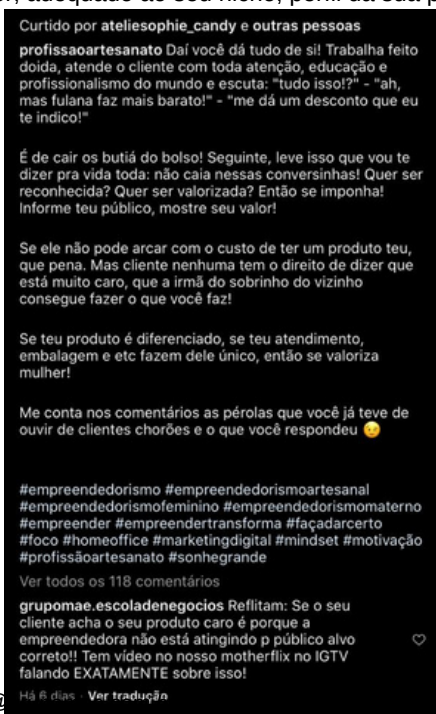 er, adequado ao seu nicho, perfil da sua p
Curtido por ateliesophie_candy e outras pessoas
profissaoartesanato Daí você dá tudo de si! Trabalha feito
doida, atende o cliente com toda atenção, educação e
profissionalismo do mundo e escuta: "tudo isso!?" - "ah,
mas fulana faz mais barato!" - "me dá um desconto que eu
te indico!"
É de cair os butiá do bolso! Seguinte, leve isso que vou te
dizer pra vida toda: não caia nessas conversinhas! Quer ser
reconhecida? Quer ser valorizada? Então se imponha!
Informe teu público, mostre seu valor!
Se ele não pode arcar com o custo de ter um produto teu,
que pena. Mas cliente nenhuma tem o direito de dizer que
está muito caro, que a irmã do sobrinho do vizinho
consegue fazer o que você faz!
Se teu produto é diferenciado, se teu atendimento,
embalagem e etc fazem dele único, então se valoriza
mulher!
Me conta nos comentários as pérolas que você já teve de
ouvir de clientes chorões e o que você respondeu 😉
#empreendedorismo #empreendedorismoartesanal
#empreendedorismofeminino #empreendedorismomaterno
#empreender #empreendertransforma #façadarcerto
#foco #homeoffice #marketingdigital #mindset #motivação
#profissãoartesanato #sonhegrande
Ver todos os 118 comentários
grupomae.escoladenegocios Reflitam: Se o seu
cliente acha o seu produto caro é porque a
empreendedora não está atingindo p público alvo
correto!! Tem vídeo no nosso motherflix no IGTV
falando EXATAMENTE sobre isso!
Há 6 dias · Ver tradução